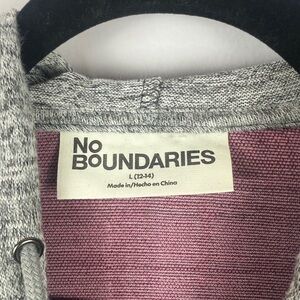 No
BOUNDARIES
L (12-14)
Made in/Hecho en China